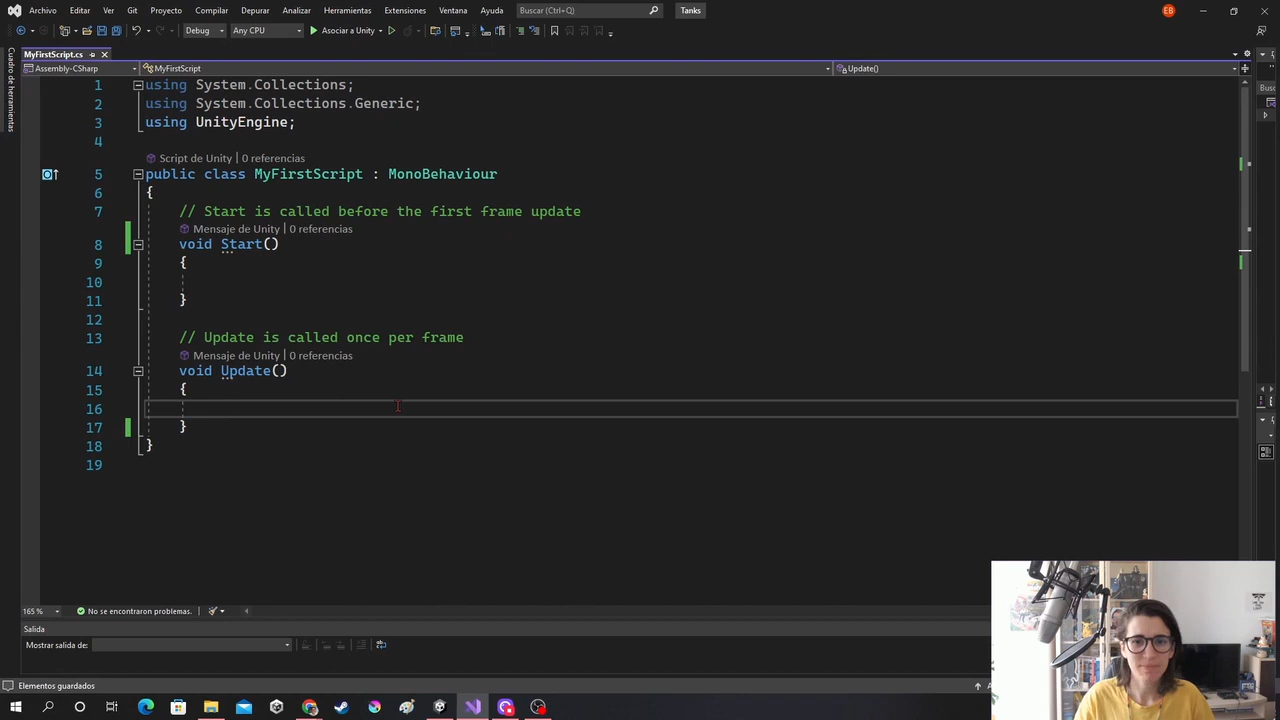 Archivo Editar Ver Git Proyecto Compilar Depurar Analizar Herramientas Extensiones Ventana Ayuda Buscar (Ctrl+Q) Tanks EB
Debug Any CPU Asociar a Unity
MyFirstScript.cs
Cuadro de herramientas
Assembly-CSharp MyFirstScript Update()
Busc
1 using System.Collections;
2 using System.Collections.Generic;
3 using UnityEngine;
4
Script de Unity | 0 referencias
5 public class MyFirstScript : MonoBehaviour
6 {
7 // Start is called before the first frame update
Mensaje de Unity | 0 referencias
8 void Start()
9 {
10
11 }
12
13 // Update is called once per frame
Mensaje de Unity | 0 referencias
14 void Update()
15 {
16
17 }
18 }
19
165 % No se encontraron problemas.
Salida
Mostrar salida de:
Elementos guardados